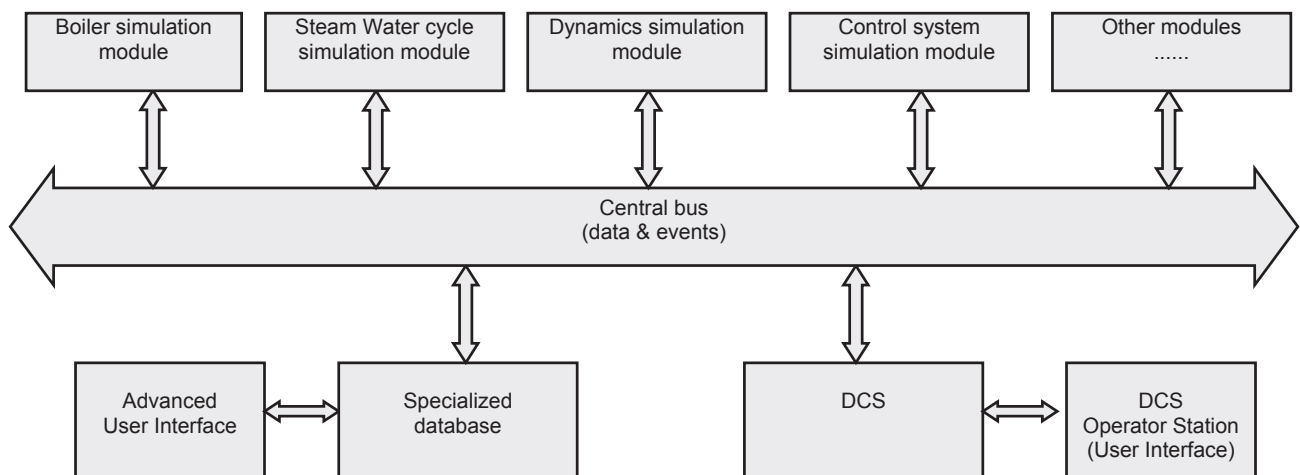 Boiler simulation
module
Steam Water cycle
simulation module
Dynamics simulation
module
Control system
simulation module
Other modules
......
Central bus
(data & events)
Advanced
User Interface
Specialized
database
DCS
DCS
Operator Station
(User Interface)